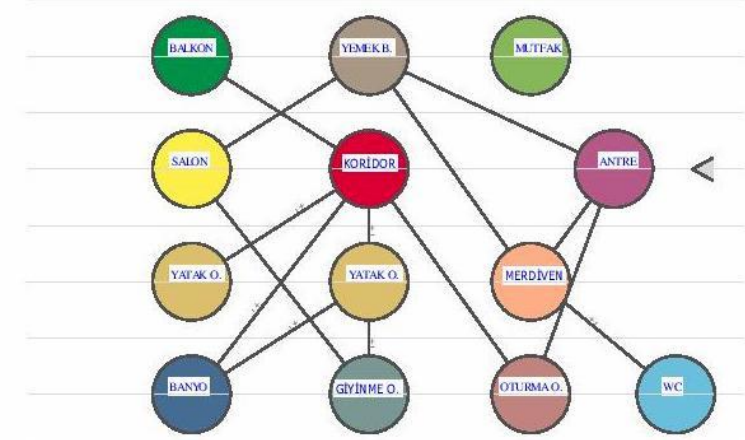 BALKON
YEMEK B.
MUTFAK
SALON
KORİDOR
ANTRE
YATAK O.
YATAK O.
MERDİVEN
BANYO
GİYİNME O.
OTURMA O.
WC